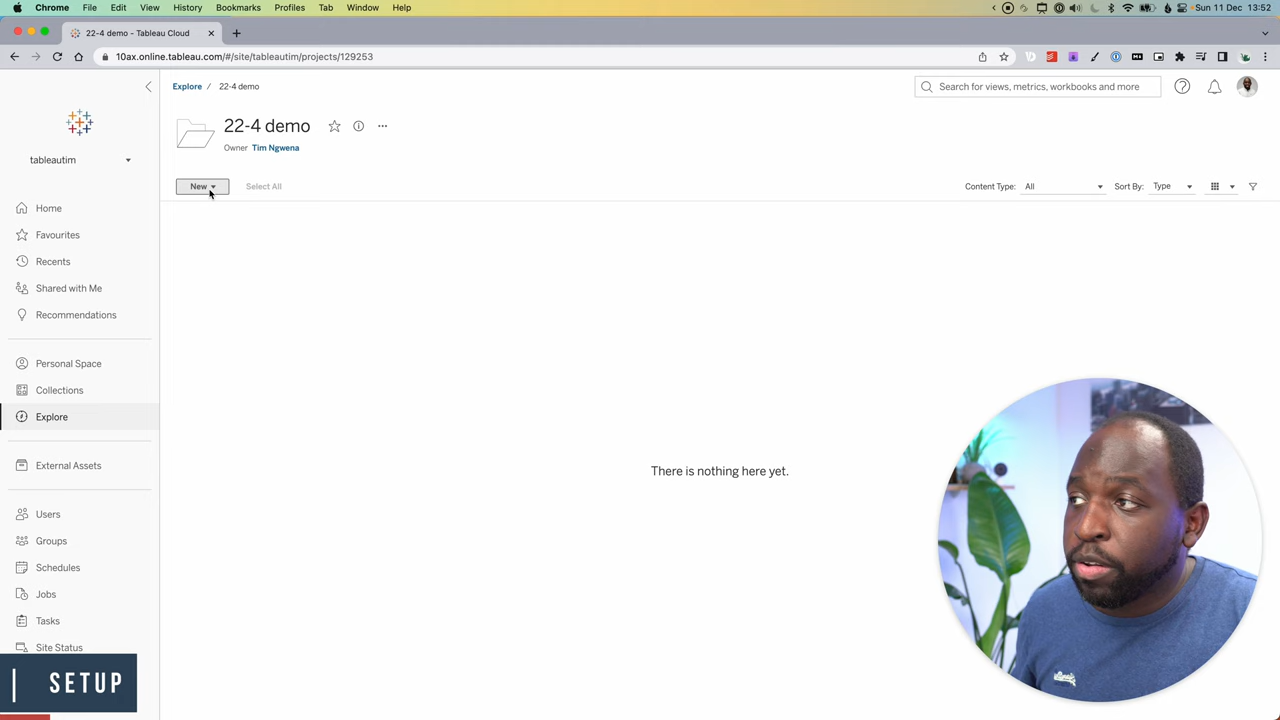 Chrome File Edit View History Bookmarks Profiles Tab Window Help Sun 11 Dec 13:52
22-4 demo - Tableau Cloud
10ax.online.tableau.com/#/site/tableautim/projects/129253
Explore / 22-4 demo
Search for views, metrics, workbooks and more
22-4 demo
Owner Tim Ngwena
tableautim
New Select All Content Type: All Sort By: Type
Home
Favourites
Recents
Shared with Me
Recommendations
Personal Space
Collections
Explore
External Assets
There is nothing here yet.
Users
Groups
Schedules
Jobs
Tasks
Site Status
SETUP